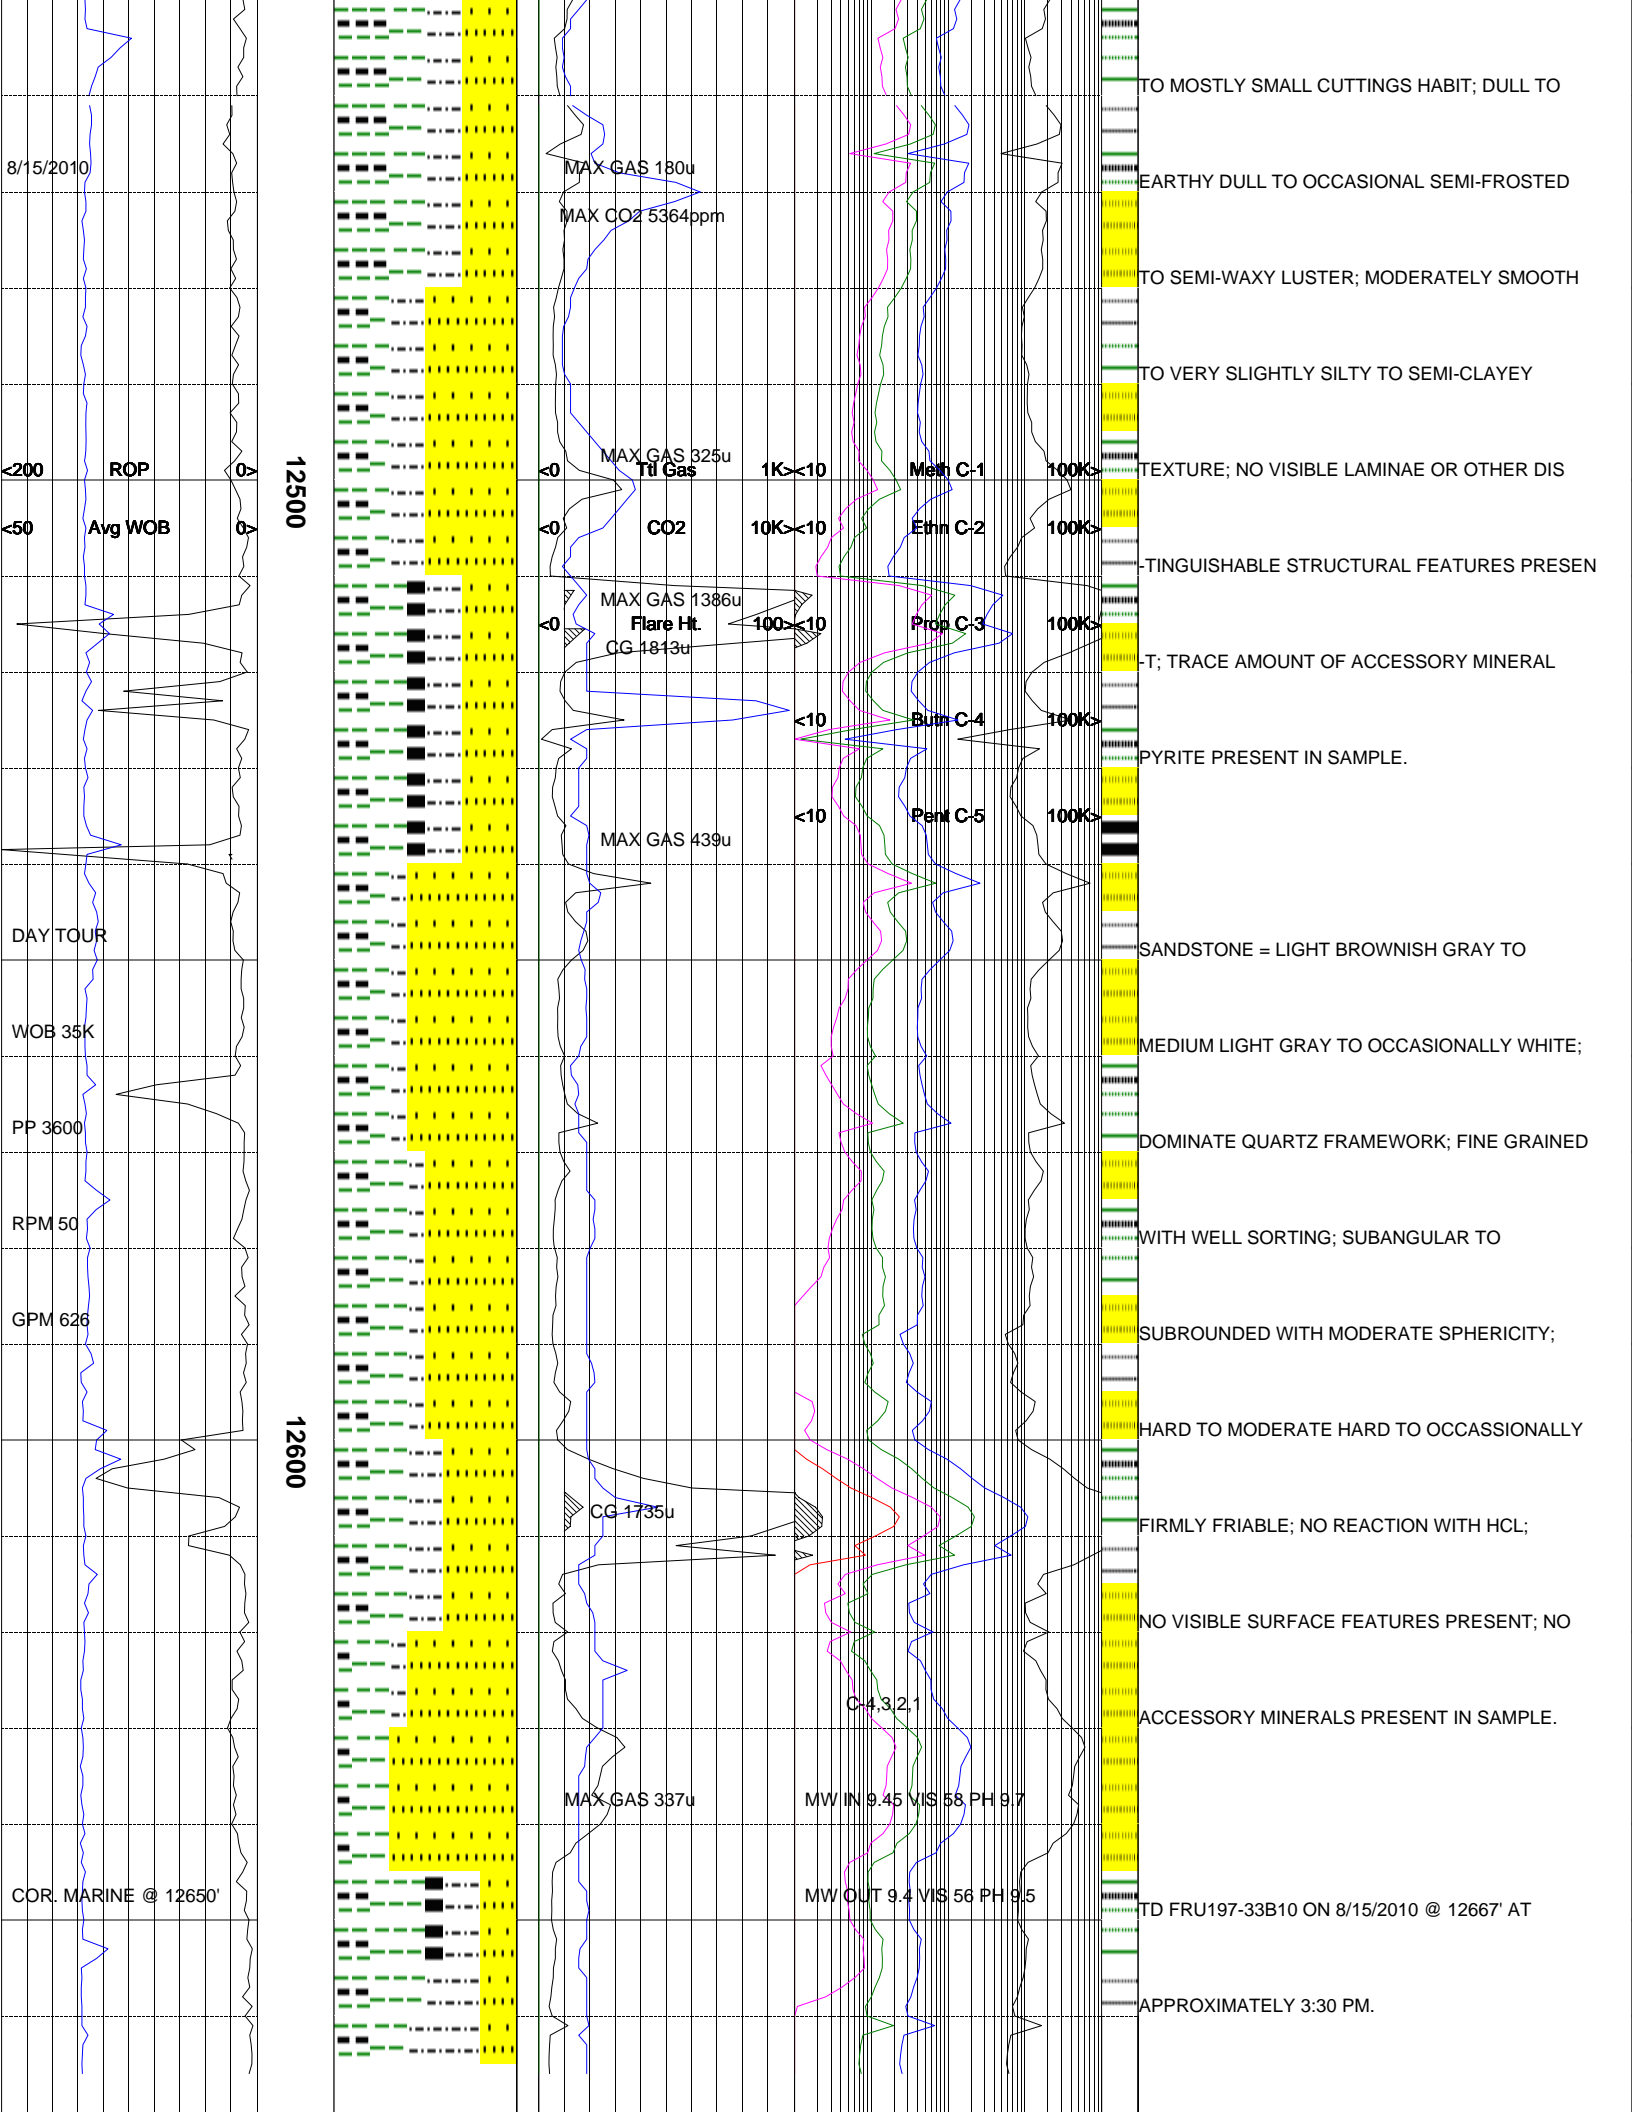 TO MOSTLY SMALL CUTTINGS HABIT; DULL TO
8/15/2010
MAX GAS 180u
EARTHY DULL TO OCCASIONAL SEMI-FROSTED
MAX CO2 5364ppm
TO SEMI-WAXY LUSTER; MODERATELY SMOOTH
TO VERY SLIGHTLY SILTY TO SEMI-CLAYEY
MAX GAS 325u
<200 ROP 0>
<0 Ttl Gas 1K>
<10 Meth C-1 100K>
TEXTURE; NO VISIBLE LAMINAE OR OTHER DIS
12500
<50 Avg WOB 0>
<0 CO2 10K>
<10 Ethn C-2 100K>
-TINGUISHABLE STRUCTURAL FEATURES PRESEN
MAX GAS 1386u
<0 Flare Ht. 100>
<10 Prop C-3 100K>
CG 1813u
-T; TRACE AMOUNT OF ACCESSORY MINERAL
<10 Butn C-4 100K>
PYRITE PRESENT IN SAMPLE.
<10 Pent C-5 100K>
MAX GAS 439u
DAY TOUR
SANDSTONE = LIGHT BROWNISH GRAY TO
WOB 35K
MEDIUM LIGHT GRAY TO OCCASIONALLY WHITE;
PP 3600
DOMINATE QUARTZ FRAMEWORK; FINE GRAINED
RPM 50
WITH WELL SORTING; SUBANGULAR TO
GPM 626
SUBROUNDED WITH MODERATE SPHERICITY;
12600
HARD TO MODERATE HARD TO OCCASSIONALLY
CG 1735u
FIRMLY FRIABLE; NO REACTION WITH HCL;
NO VISIBLE SURFACE FEATURES PRESENT; NO
C-4,3,2,1
ACCESSORY MINERALS PRESENT IN SAMPLE.
MAX GAS 337u
MW IN 9.45 VIS 58 PH 9.7
COR. MARINE @ 12650'
MW OUT 9.4 VIS 56 PH 9.5
TD FRU197-33B10 ON 8/15/2010 @ 12667' AT
APPROXIMATELY 3:30 PM.